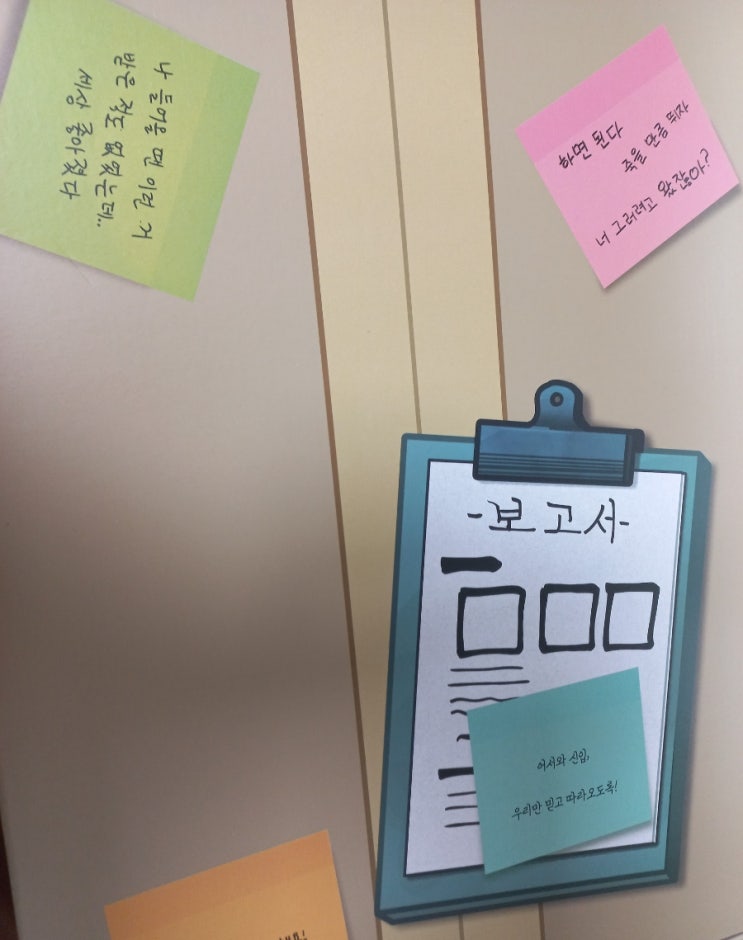 나 들어올 땐 이런 거
받은 적도 없었는데..
세상 좋아졌다
하면 된다
죽을 만큼 뛰자
너 그러려고 왔잖아?
-보고서-
어서와 신입,
우리만 믿고 따라오도록!